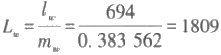 L_w = l_w / m_w = 694 / 0. 383 562 = 1809